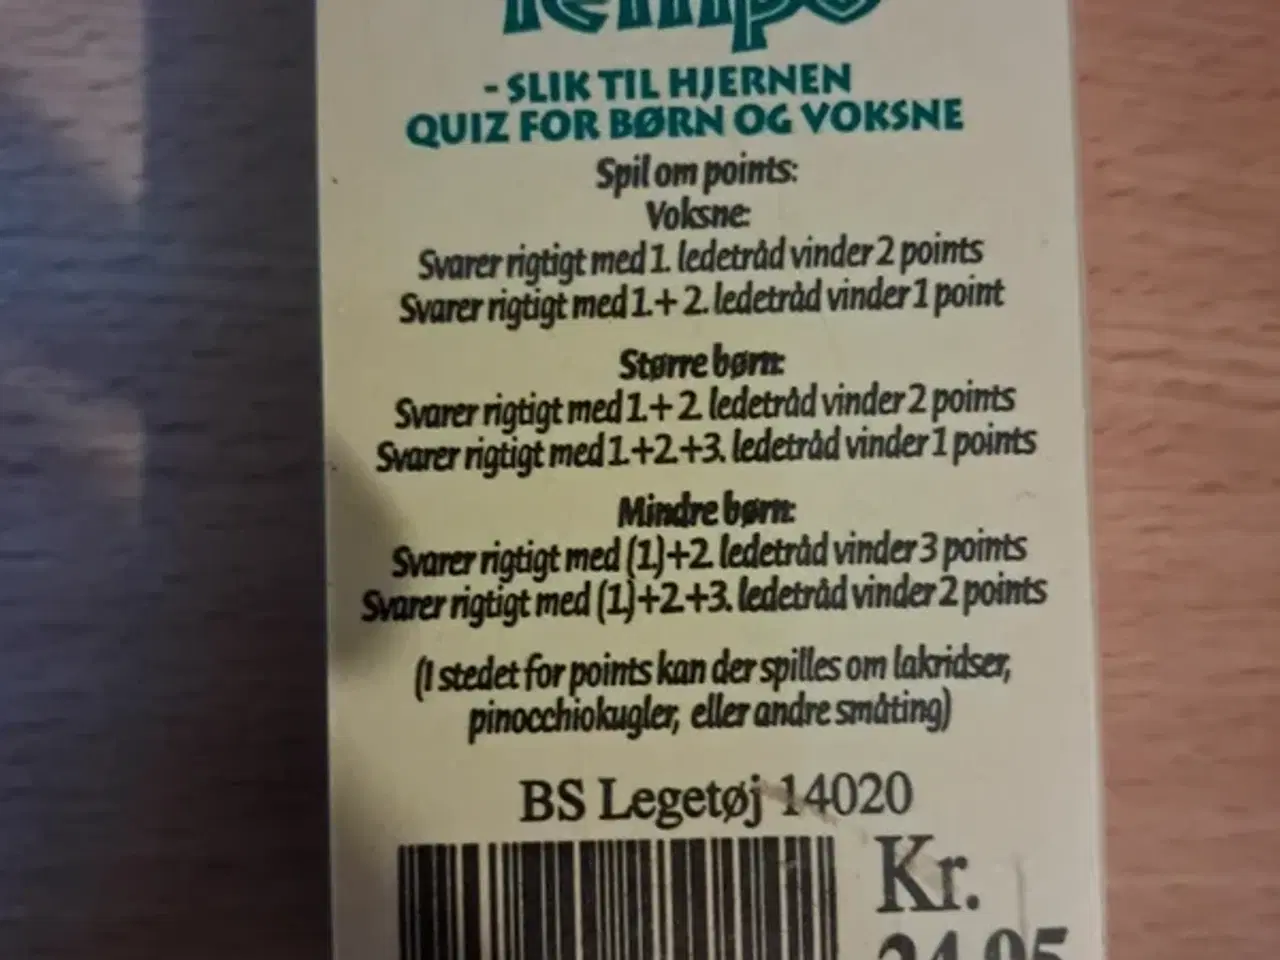 Tempo
- SLIK TIL HJERNEN
QUIZ FOR BØRN OG VOKSNE
Spil om points:
Voksne:
Svarer rigtigt med 1. ledetråd vinder 2 points
Svarer rigtigt med 1.+ 2. ledetråd vinder 1 point
Større børn:
Svarer rigtigt med 1.+ 2. ledetråd vinder 2 points
Svarer rigtigt med 1.+2.+3. ledetråd vinder 1 points
Mindre børn:
Svarer rigtigt med (1.)+2. ledetråd vinder 3 points
Svarer rigtigt med (1.)+2.+3. ledetråd vinder 2 points
(I stedet for points kan der spilles om lakridser,
pinocchiokugler, eller andre småting)
BS Legetøj 14020
Kr.
24,95